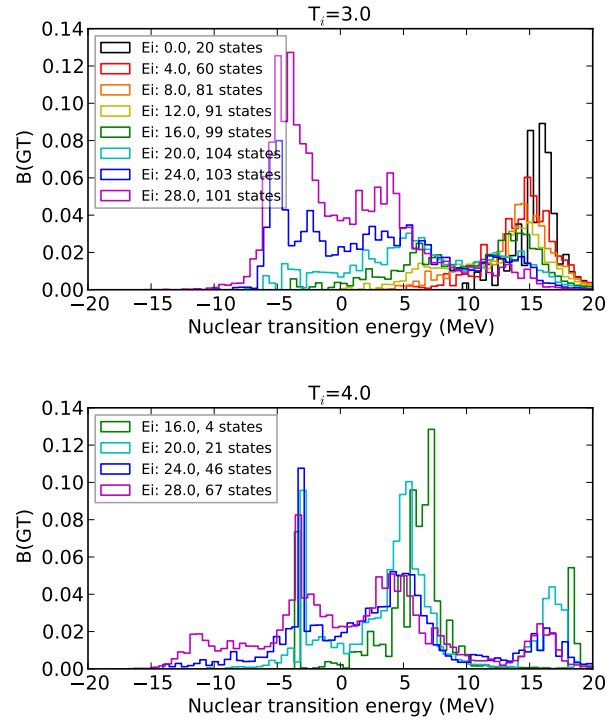 T_i=3.0
0.14
0.12
0.10
0.08
0.06
0.04
0.02
0.00
B(GT)
Ei: 0.0, 20 states
Ei: 4.0, 60 states
Ei: 8.0, 81 states
Ei: 12.0, 91 states
Ei: 16.0, 99 states
Ei: 20.0, 104 states
Ei: 24.0, 103 states
Ei: 28.0, 101 states
−20 −15 −10 −5 0 5 10 15 20
Nuclear transition energy (MeV)
T_i=4.0
0.14
0.12
0.10
0.08
0.06
0.04
0.02
0.00
B(GT)
Ei: 16.0, 4 states
Ei: 20.0, 21 states
Ei: 24.0, 46 states
Ei: 28.0, 67 states
−20 −15 −10 −5 0 5 10 15 20
Nuclear transition energy (MeV)